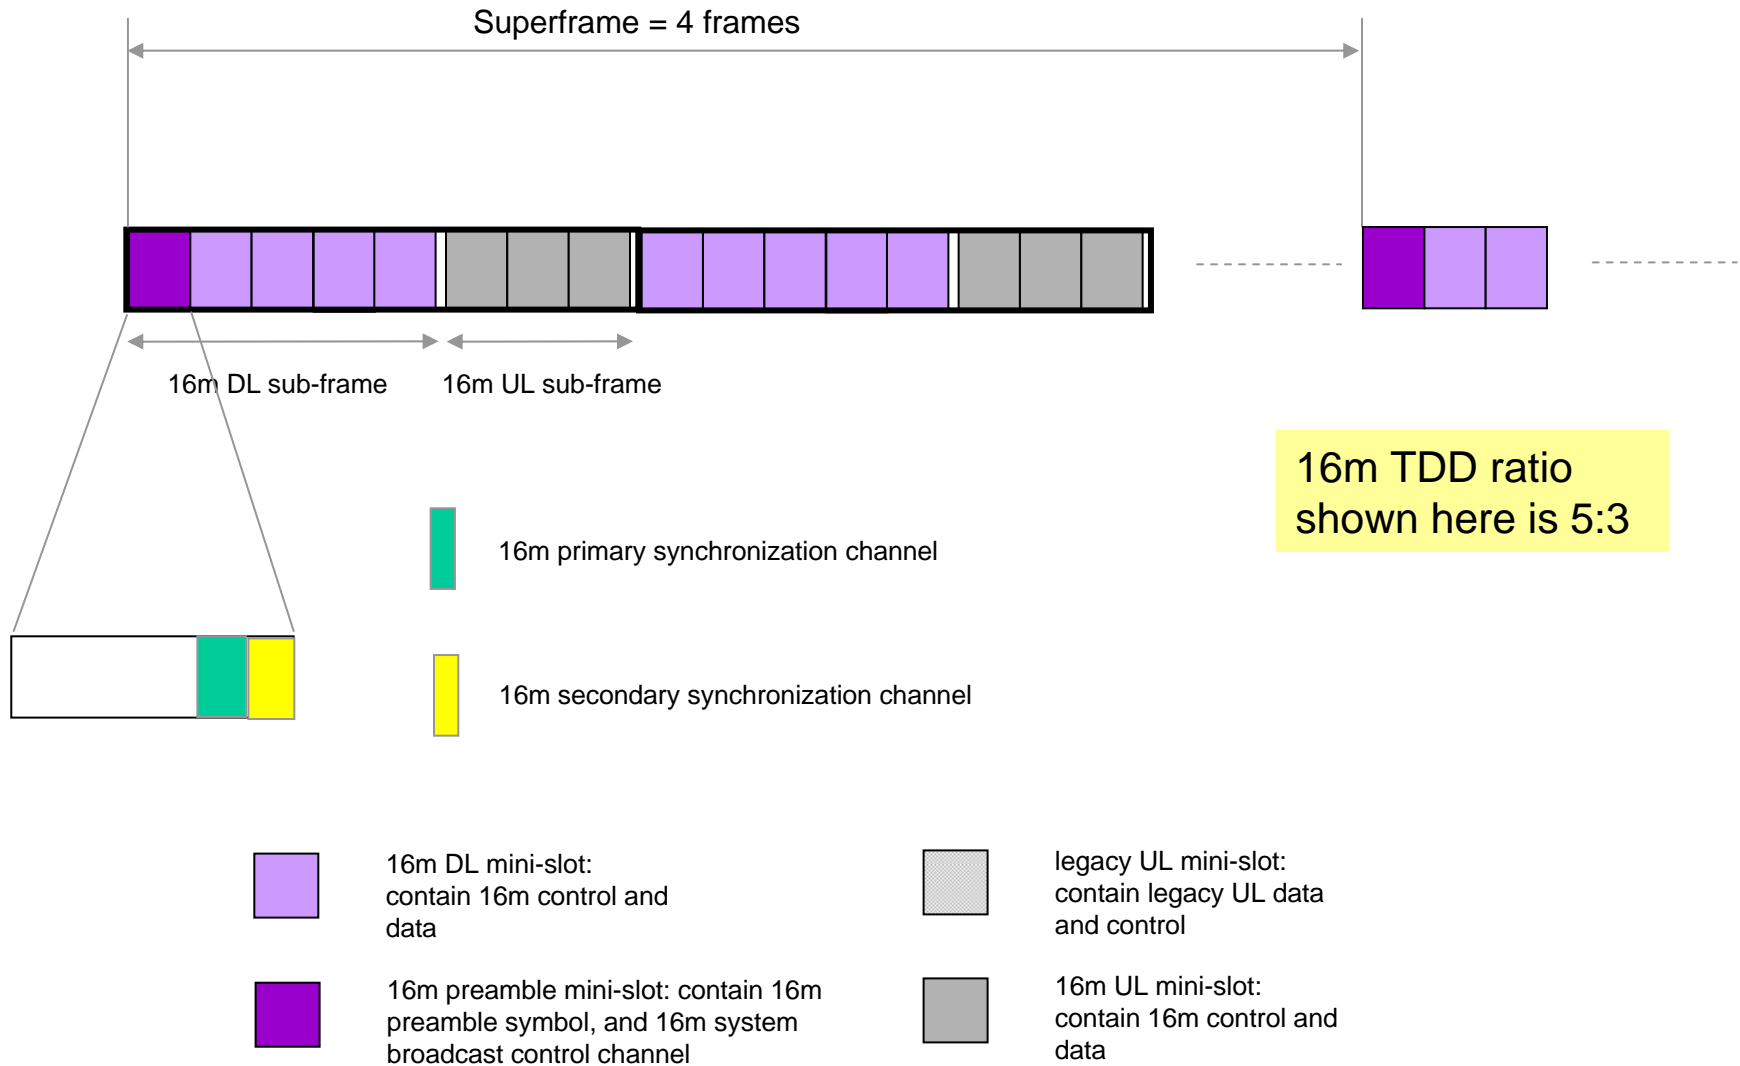 Superframe = 4 frames
16m DL sub-frame
16m UL sub-frame
16m TDD ratio
shown here is 5:3
16m primary synchronization channel
16m secondary synchronization channel
16m DL mini-slot:
contain 16m control and
data
legacy UL mini-slot:
contain legacy UL data
and control
16m preamble mini-slot: contain 16m
preamble symbol, and 16m system
broadcast control channel
16m UL mini-slot:
contain 16m control and
data